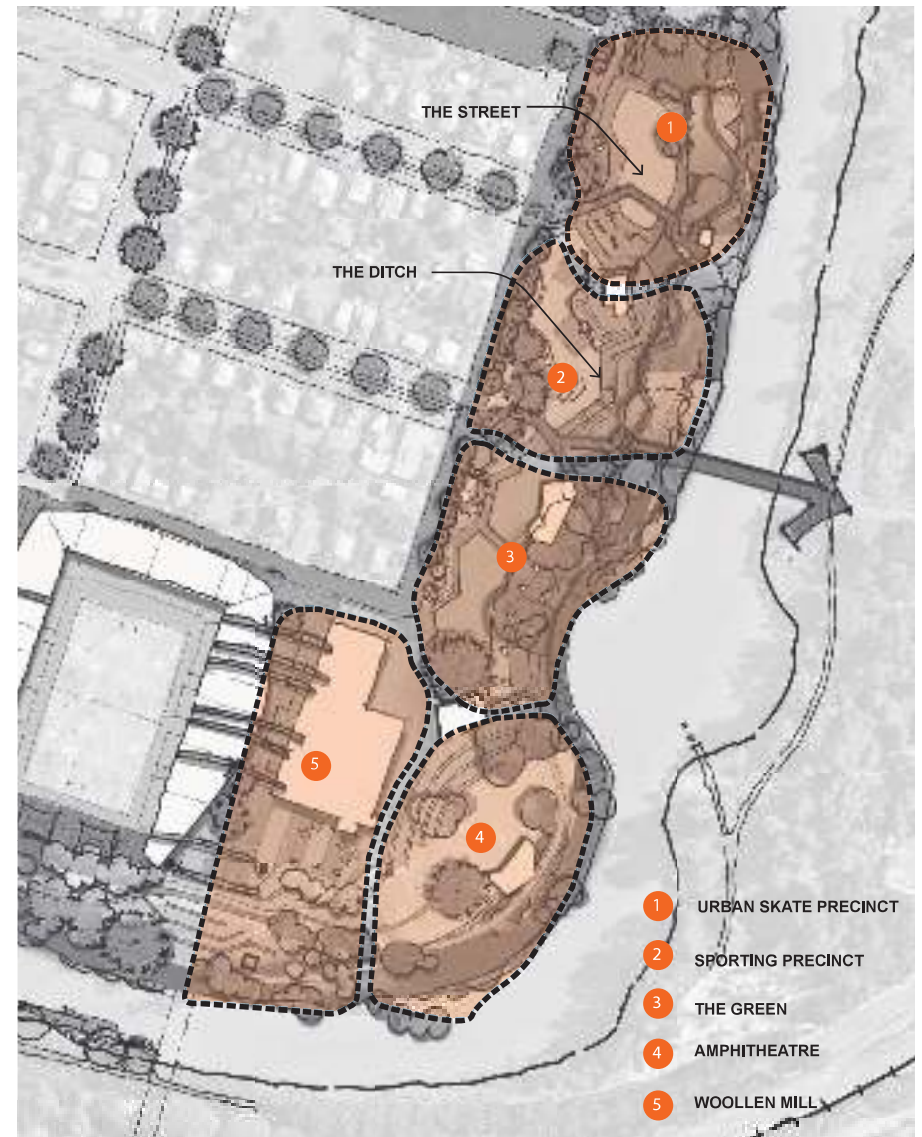 THE STREET
1
THE DITCH
2
3
5
4
1 URBAN SKATE PRECINCT
2 SPORTING PRECINCT
3 THE GREEN
4 AMPHITHEATRE
5 WOOLLEN MILL